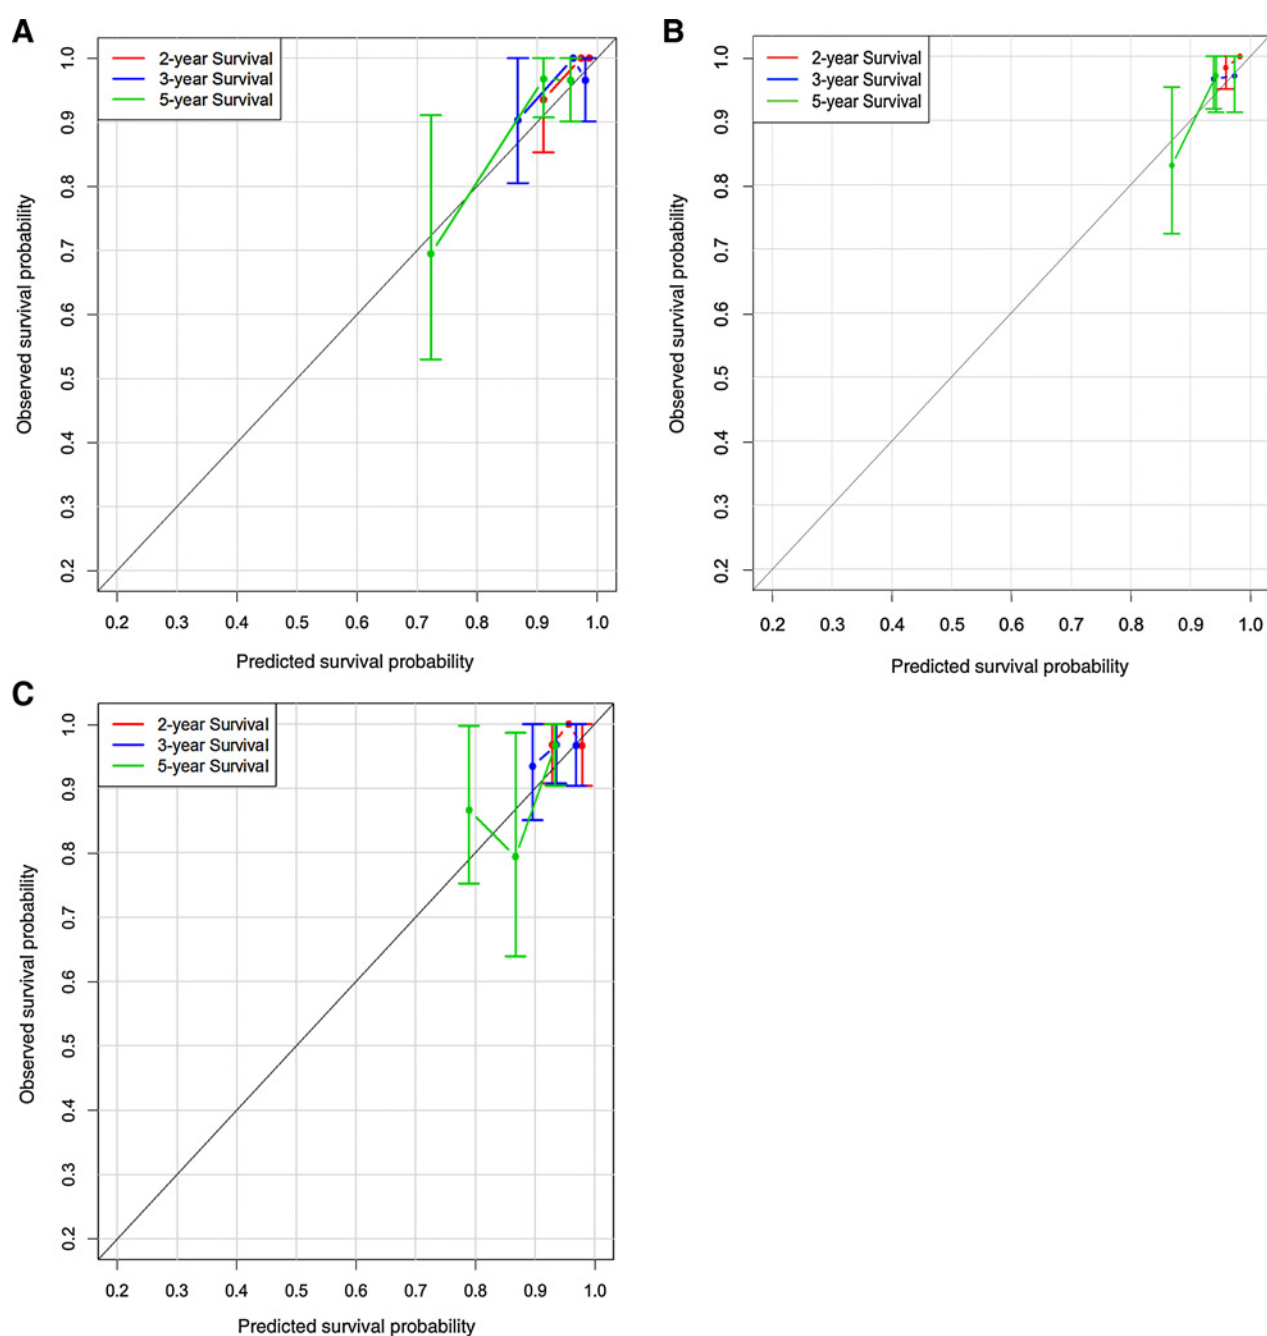 A
2-year Survival
3-year Survival
5-year Survival
Observed survival probability
1.0
0.9
0.8
0.7
0.6
0.5
0.4
0.3
0.2
0.2 0.3 0.4 0.5 0.6 0.7 0.8 0.9 1.0
Predicted survival probability
B
2-year Survival
3-year Survival
5-year Survival
Observed survival probability
1.0
0.9
0.8
0.7
0.6
0.5
0.4
0.3
0.2
0.2 0.3 0.4 0.5 0.6 0.7 0.8 0.9 1.0
Predicted survival probability
C
2-year Survival
3-year Survival
5-year Survival
Observed survival probability
1.0
0.9
0.8
0.7
0.6
0.5
0.4
0.3
0.2
0.2 0.3 0.4 0.5 0.6 0.7 0.8 0.9 1.0
Predicted survival probability